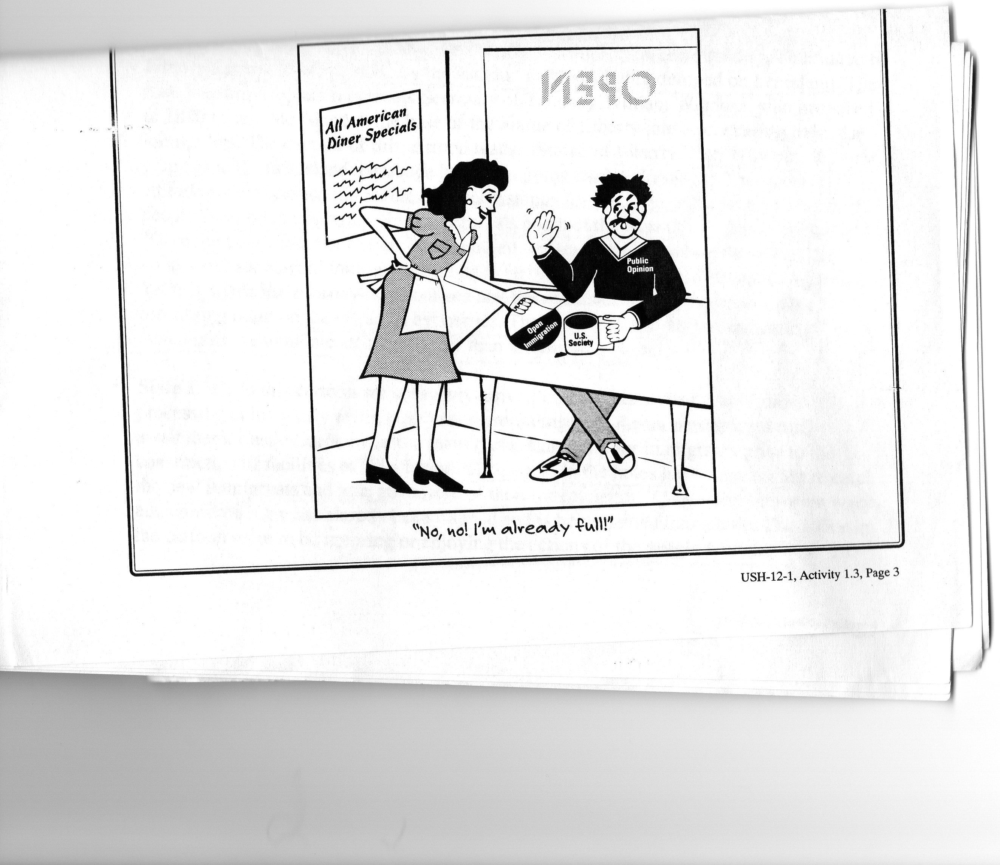 OPEN
All American
Diner Specials
Public
Opinion
Open
Immigration
U.S.
Society
"No, no! I'm already full!"
USH-12-1, Activity 1.3, Page 3